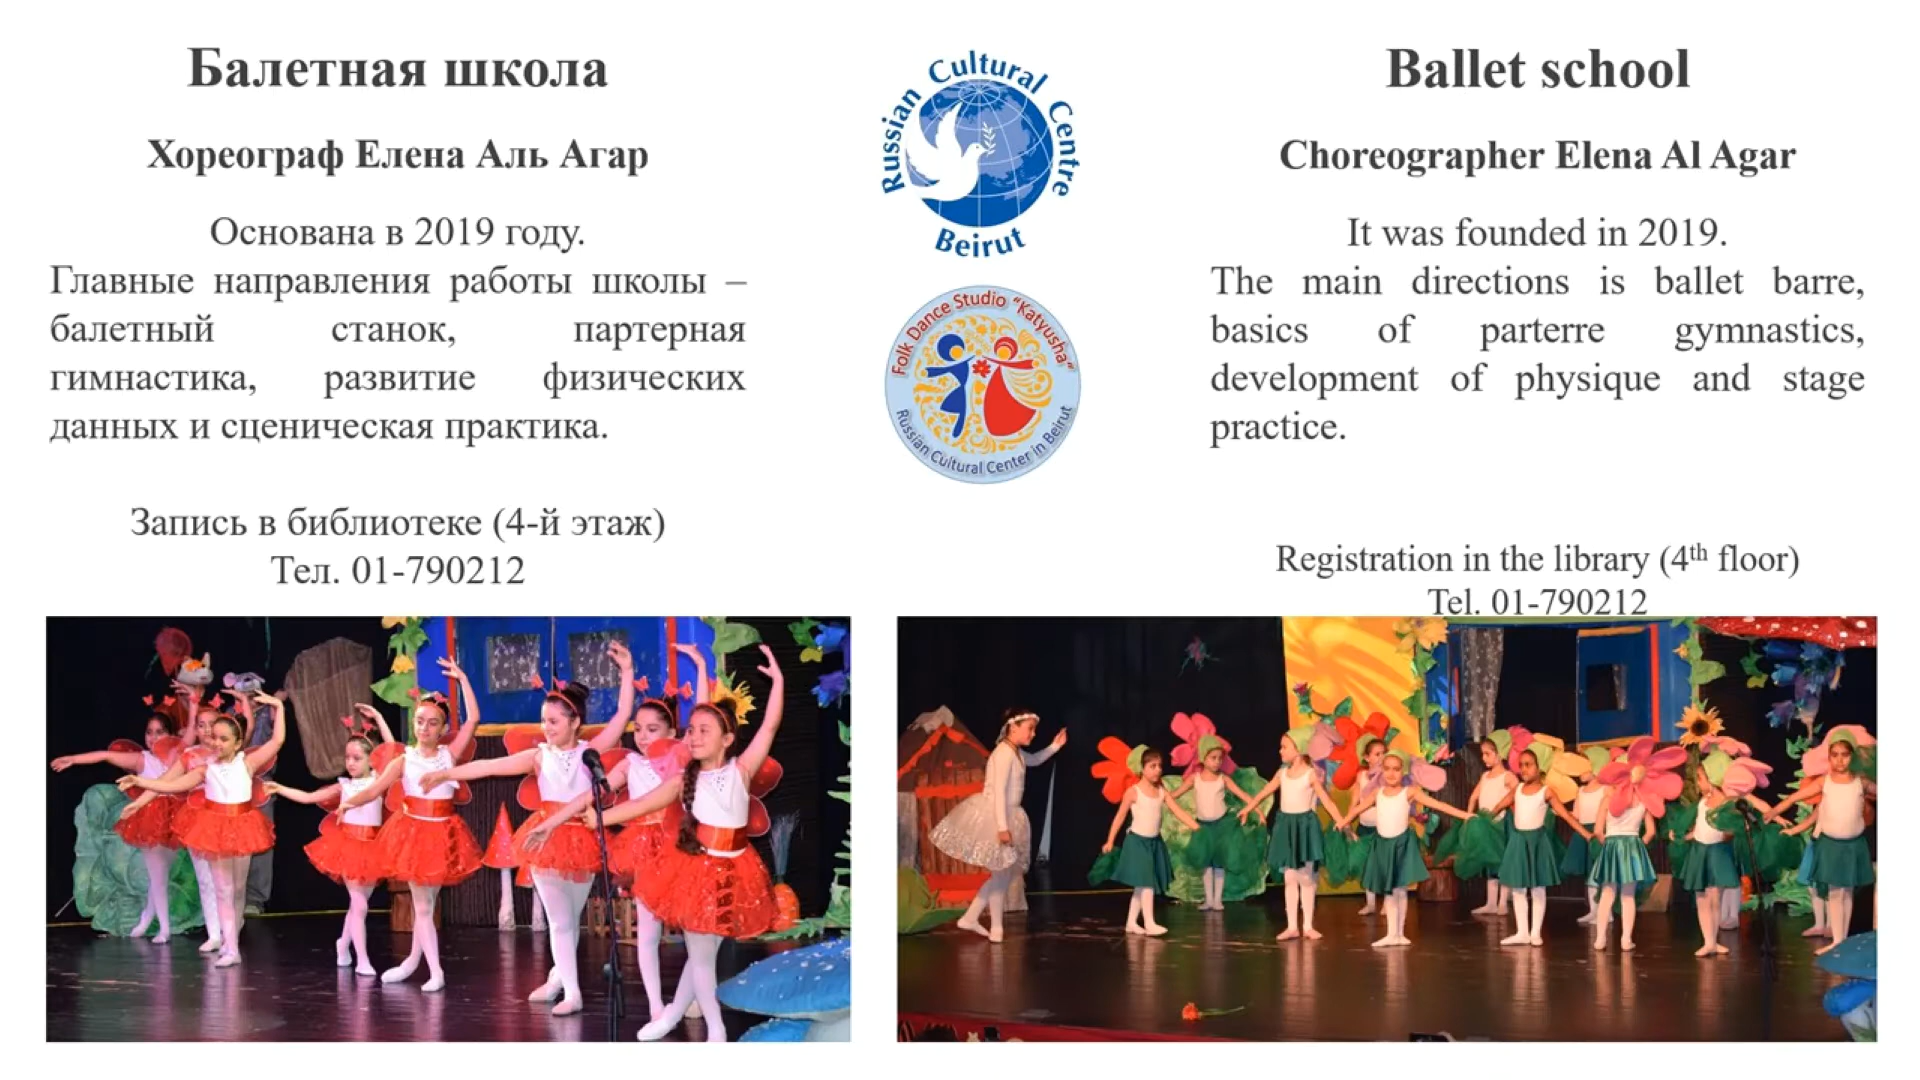 Балетная школа
Хореограф Елена Аль Агар
Основана в 2019 году.
Главные направления работы школы –
балетный станок, партерная
гимнастика, развитие физических
данных и сценическая практика.
Запись в библиотеке (4-й этаж)
Тел. 01-790212
Russian Cultural Centre
Beirut
Folk Dance Studio "Katyusha"
Russian Cultural Center in Beirut
Ballet school
Choreographer Elena Al Agar
It was founded in 2019.
The main directions is ballet barre,
basics of parterre gymnastics,
development of physique and stage
practice.
Registration in the library (4th floor)
Tel. 01-790212